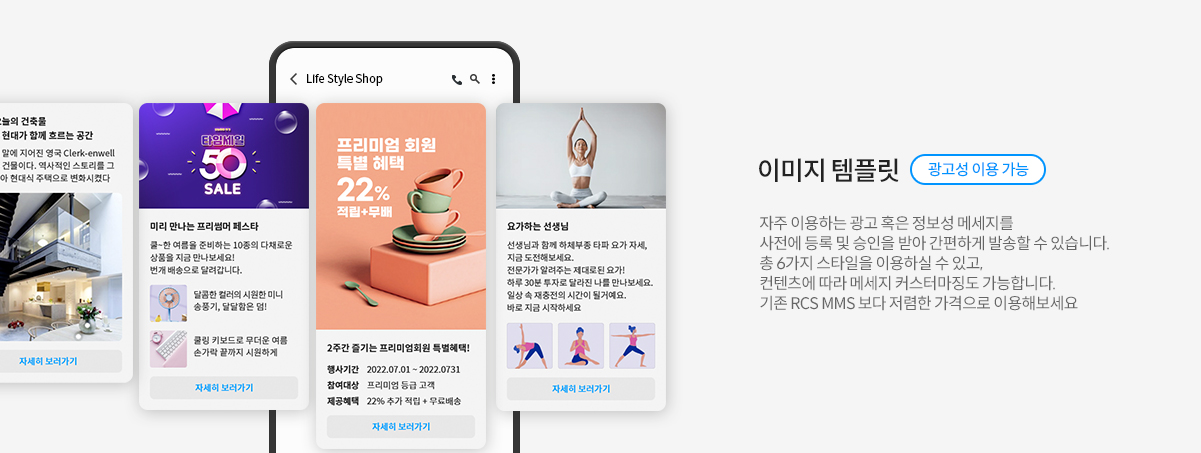 Life Style Shop
늘의 건축물
현대가 함께 흐르는 공간
말에 지어진 영국 Clerk-enwell
건물이다. 역사적인 스토리를 그
아 현대식 주택으로 변화시켰다
자세히 보러가기
타임세일
50
SALE
미리 만나는 프리썸머 페스타
쿨~한 여름을 준비하는 10종의 다채로운
상품을 지금 만나보세요!
번개 배송으로 달려갑니다.
달콤한 컬러의 시원한 미니
송풍기, 달달함은 덤!
쿨링 키보드로 무더운 여름
손가락 끝까지 시원하게
자세히 보러가기
프리미엄 회원
특별 혜택
22%
적립+무배
2주간 즐기는 프리미엄회원 특별혜택!
행사기간 2022.07.01 ~ 2022.0731
참여대상 프리미엄 등급 고객
제공혜택 22% 추가 적립 + 무료배송
자세히 보러가기
요가하는 선생님
선생님과 함께 하체부종 타파 요가 자세,
지금 도전해보세요.
전문가가 알려주는 제대로된 요가!
하루 30분 투자로 달라진 나를 만나보세요.
일상 속 재충전의 시간이 될거예요.
바로 지금 시작하세요
자세히 보러가기
이미지 템플릿 광고성 이용 가능
자주 이용하는 광고 혹은 정보성 메세지를
사전에 등록 및 승인을 받아 간편하게 발송할 수 있습니다.
총 6가지 스타일을 이용하실 수 있고,
컨텐츠에 따라 메세지 커스터마징도 가능합니다.
기존 RCS MMS 보다 저렴한 가격으로 이용해보세요